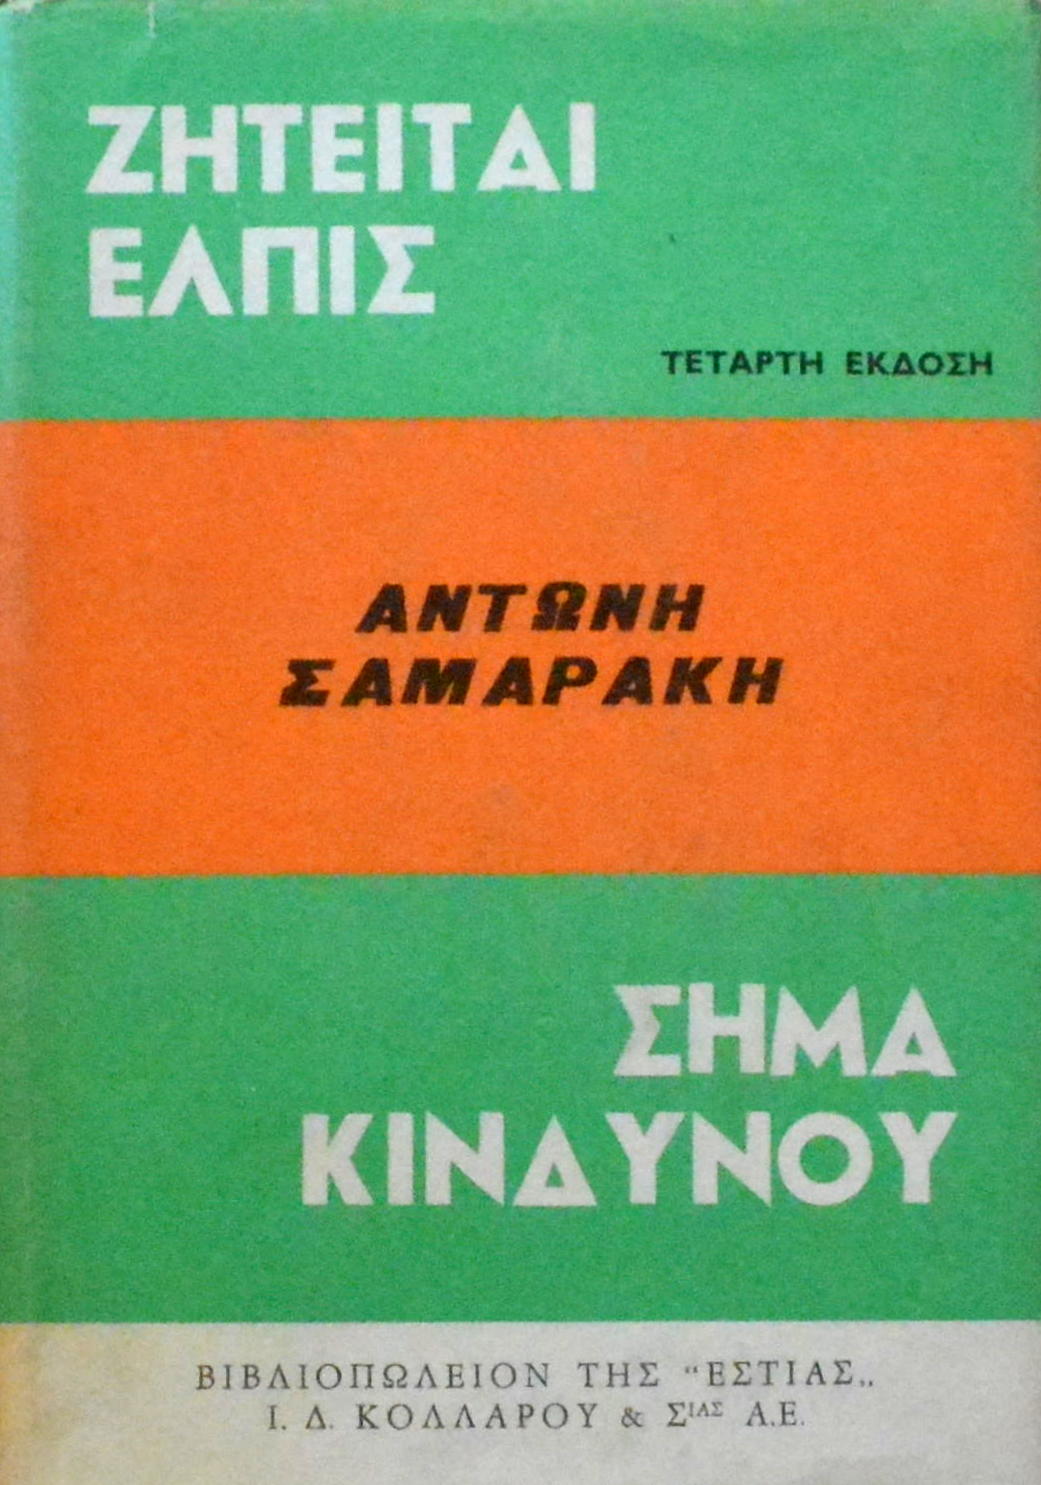 ΖΗΤΕΙΤΑΙ
ΕΛΠΙΣ
ΤΕΤΑΡΤΗ ΕΚΔΟΣΗ
ΑΝΤΩΝΗ
ΣΑΜΑΡΑΚΗ
ΣΗΜΑ
ΚΙΝΔΥΝΟΥ
ΒΙΒΛΙΟΠΩΛΕΙΟΝ ΤΗΣ “ΕΣΤΙΑΣ„
Ι. Δ. ΚΟΛΛΑΡΟΥ & ΣΙΑΣ Α.Ε.